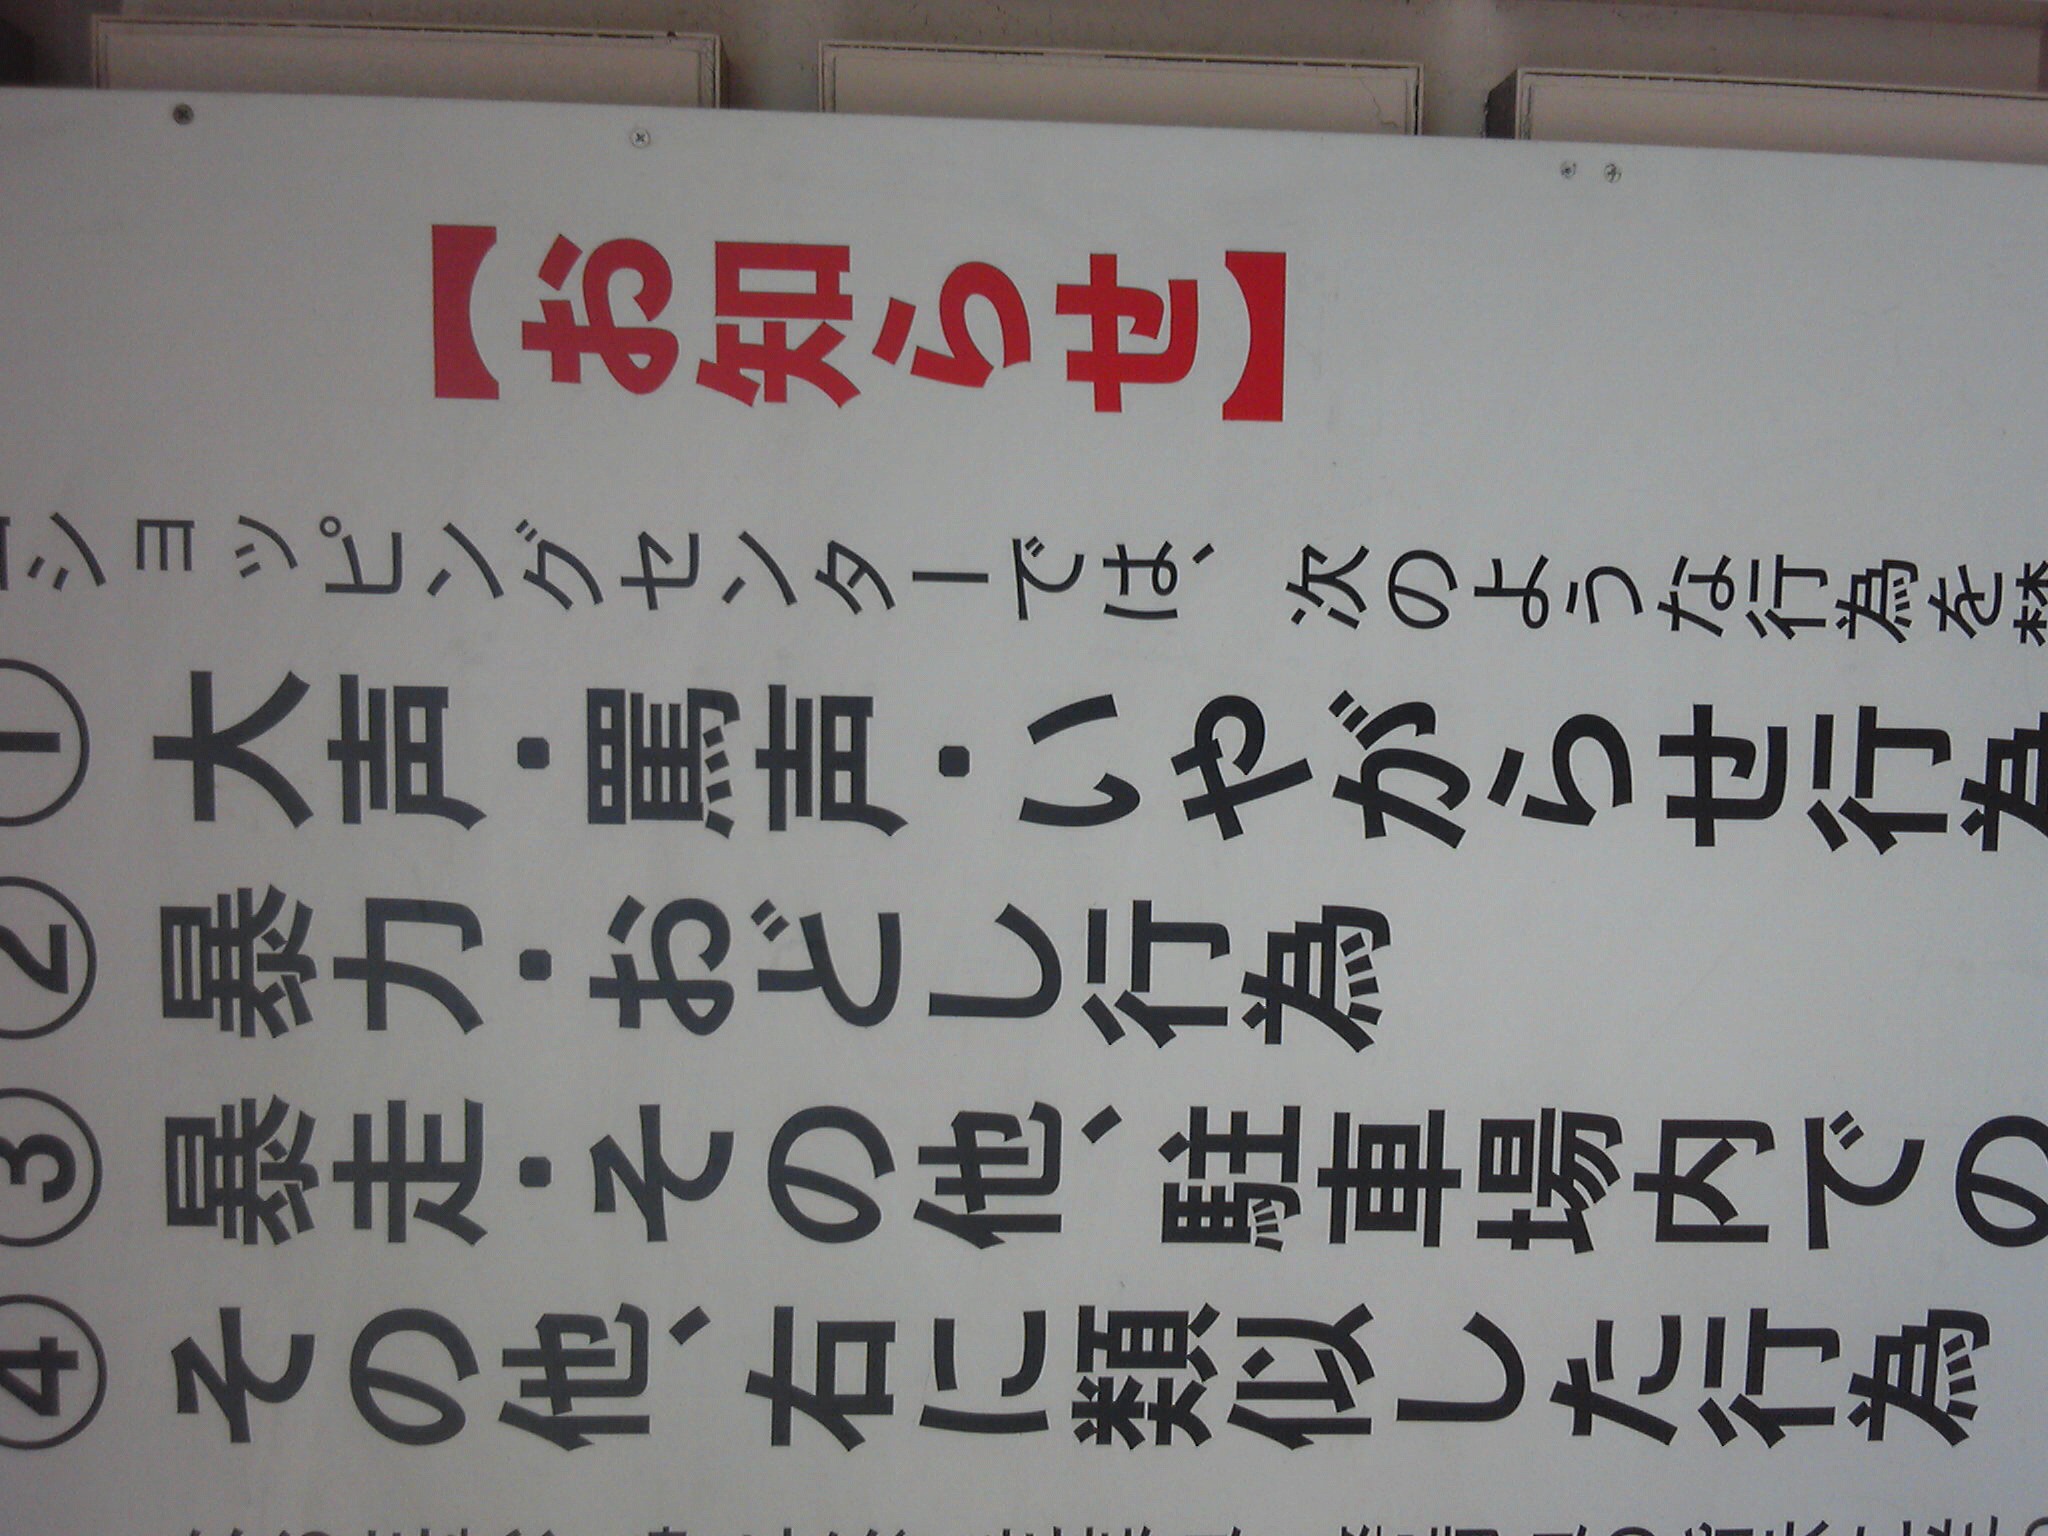 【お知らせ】
ショッピングセンターでは、次のような行為を禁
① 大声・罵声・いやがらせ行為
② 暴力・おどし行為
③ 暴走・その他、駐車場内での
④ その他、右に類似した行為